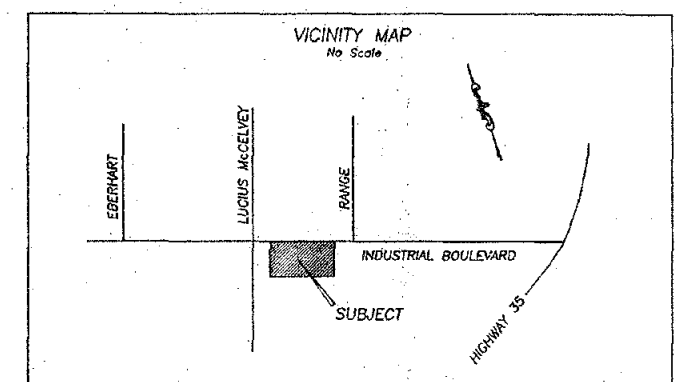 VICINITY MAP
No Scale
EBERHART
LUCIUS McCELVEY
RANGE
INDUSTRIAL BOULEVARD
SUBJECT
HIGHWAY 35